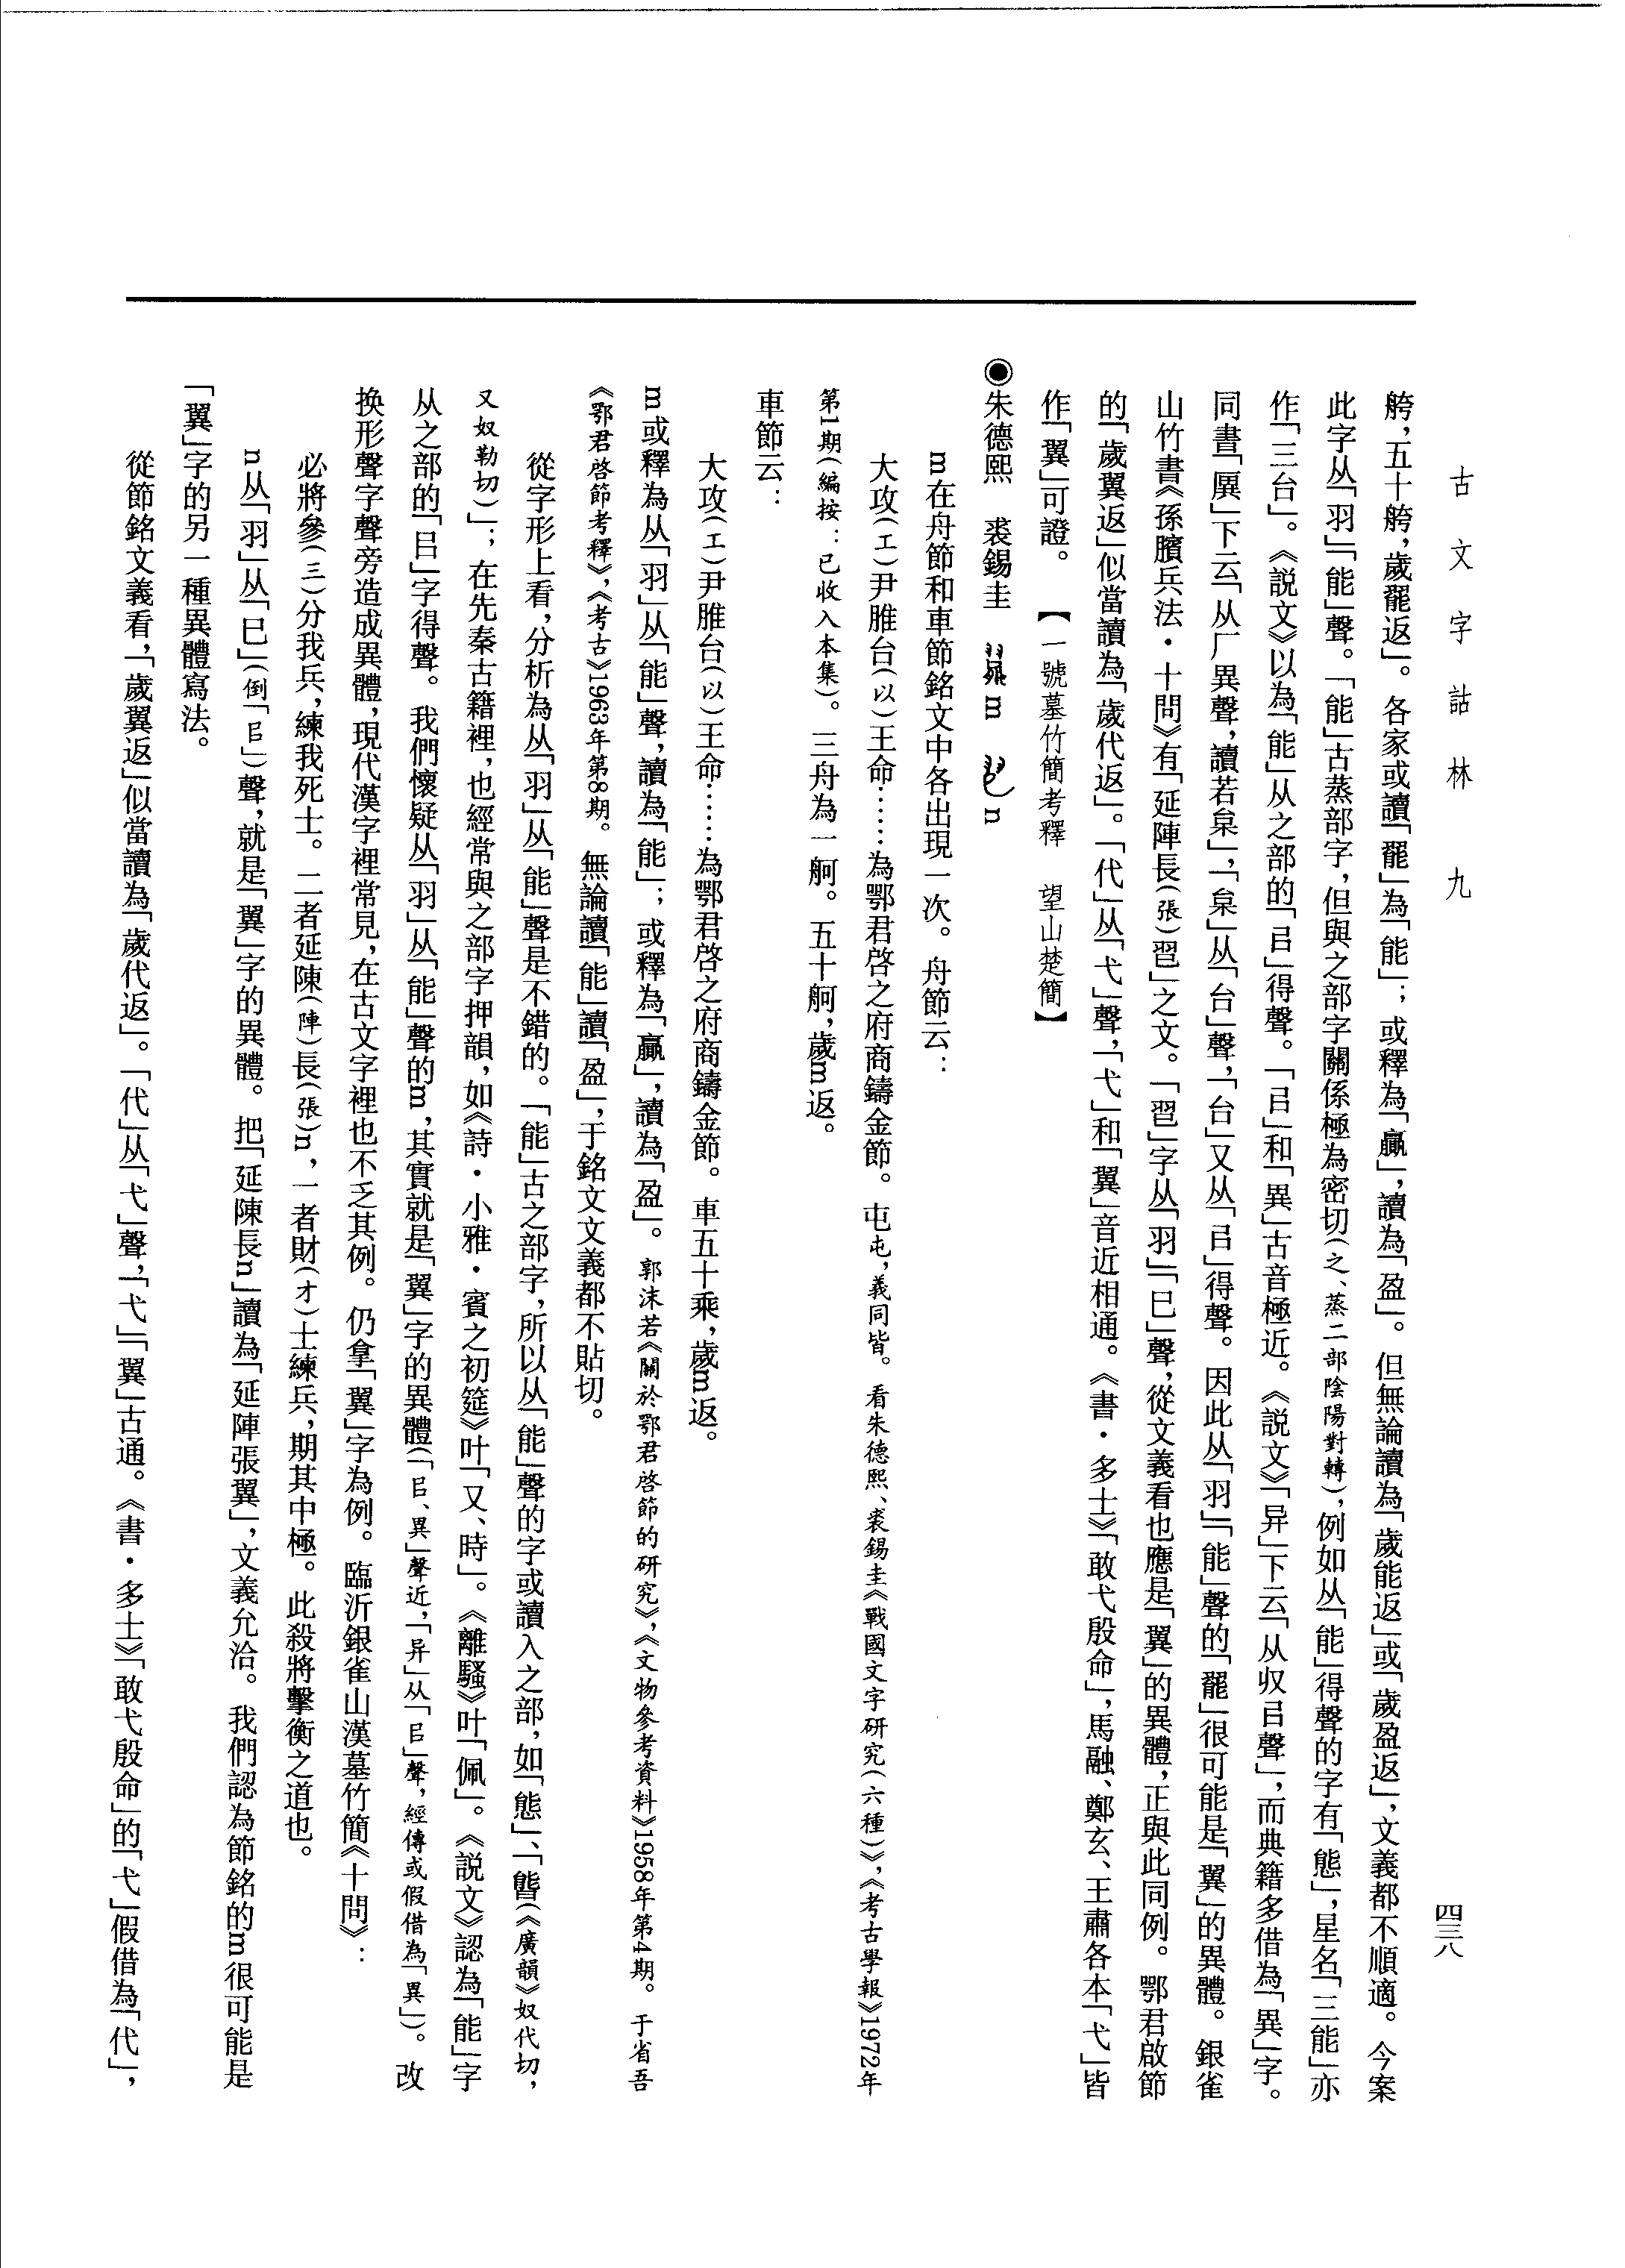 古文字詁林 九
四三八
舿，五十舿，歲罷返」。各家或讀「罷」為「能」；或釋為「贏」，讀為「盈」。但無論讀為「歲能返」或「歲盈返」，文義都不順適。今案
此字从「羽」「能」聲。「能」古蒸部字，但與之部字關係極為密切（之、蒸二部陰陽對轉），例如从「能」得聲的字有「態」，星名「三能」亦
作「三台」。《説文》以為「能」从之部的「㠯」得聲。「㠯」和「異」古音極近。《説文》「异」下云「从収㠯聲」，而典籍多借為「異」字。
同書「㕈」下云「从厂異聲，讀若枲」，「枲」从「台」聲，「台」又从「㠯」得聲。因此从「羽」「能」聲的「罷」很可能是「翼」的異體。銀雀
山竹書《孫臏兵法·十問》有「延陣長（張）」之文。「」字从「羽」「巳」聲，從文義看也應是「翼」的異體，正與此同例。鄂君啟節
的「歲翼返」似當讀為「歲代返」。「代」从「弋」聲，「弋」和「翼」音近相通。《書·多士》「敢弋殷命」，馬融、鄭玄、王肅各本「弋」皆
作「翼」可證。　【一號墓竹簡考釋　望山楚簡】
◉朱德熙　裘錫圭　m　n
m在舟節和車節銘文中各出現一次。舟節云：
大攻（工）尹脽台（以）王命……為鄂君啓之府商鑄金節。屯屯，義同皆。看朱德熙、裘錫圭《戰國文字研究（六種）》，《考古學報》1972年
第1期（編按：已收入本集）。三舟為一舸。五十舸，歲m返。
車節云：
大攻（工）尹脽台（以）王命……為鄂君啓之府商鑄金節。車五十乘，歲m返。
m或釋為从「羽」从「能」聲，讀為「能」；或釋為「贏」，讀為「盈」。郭沫若《關於鄂君啓節的研究》，《文物參考資料》1958年第4期。于省吾
《鄂君啓節考釋》，《考古》1963年第8期。無論讀「能」讀「盈」，于銘文文義都不貼切。
從字形上看，分析為从「羽」从「能」聲是不錯的。「能」古之部字，所以从「能」聲的字或讀入之部，如「態」、「㗇」（《廣韻》奴代切，
又奴勒切）」；在先秦古籍裡，也經常與之部字押韻，如《詩·小雅·賓之初筵》叶「又、時」。《離騷》叶「佩」。《説文》認為「能」字
从之部的「㠯」字得聲。我們懷疑从「羽」从「能」聲的m，其實就是「翼」字的異體（「㠯、異」聲近，「异」从「㠯」聲，經傳或假借為「異」）。改
換形聲字聲旁造成異體，現代漢字裡常見，在古文字裡也不乏其例。仍拿「翼」字為例。臨沂銀雀山漢墓竹簡《十問》：
必將參（三）分我兵，練我死士。二者延陳（陣）長（張）n，一者財（才）士練兵，期其中極。此殺將擊衡之道也。
n从「羽」从「巳」（倒「㠯」）聲，就是「翼」字的異體。把「延陳長n」讀為「延陣張翼」，文義允洽。我們認為節銘的m很可能是
「翼」字的另一種異體寫法。
從節銘文義看，「歲翼返」似當讀為「歲代返」。「代」从「弋」聲，「弋」「翼」古通。《書·多士》「敢弋殷命」的「弋」假借為「代」，